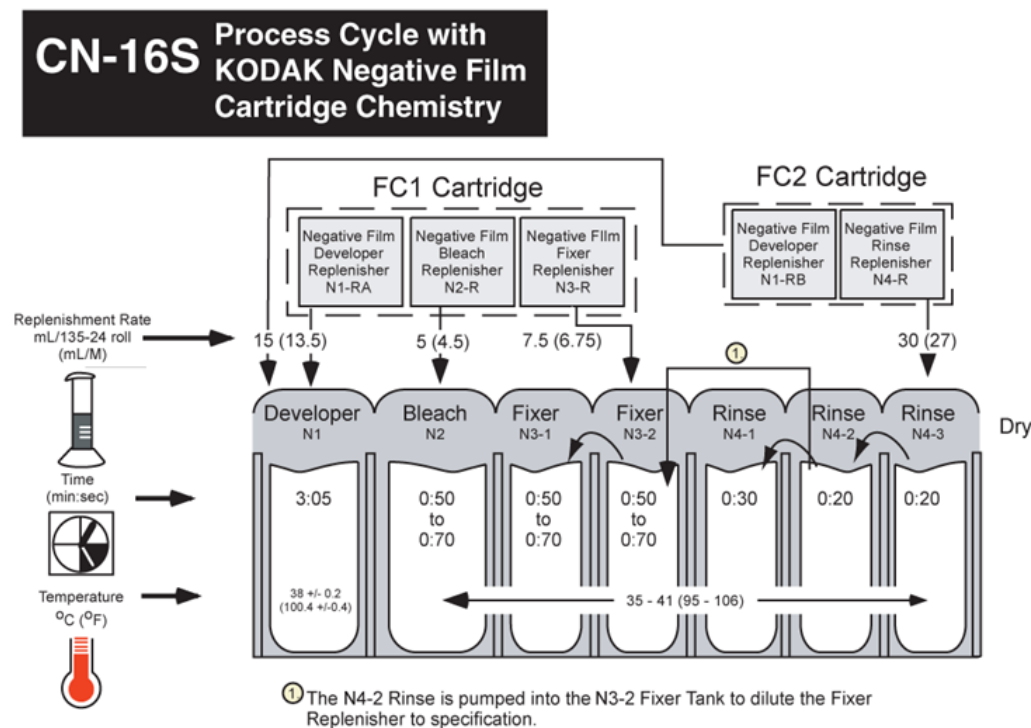 CN-16S
Process Cycle with
KODAK Negative Film
Cartridge Chemistry
FC1 Cartridge
FC2 Cartridge
Negative Film
Developer
Replenisher
N1-RA
Negative Film
Bleach
Replenisher
N2-R
Negative FIlm
Fixer
Replenisher
N3-R
Negative Film
Developer
Replenisher
N1-RB
Negative Film
Rinse
Replenisher
N4-R
Replenishment Rate
mL/135-24 roll
(mL/M)
15 (13.5)
5 (4.5)
7.5 (6.75)
1.
30 (27)
Developer
N1
Bleach
N2
Fixer
N3-1
Fixer
N3-2
Rinse
N4-1
Rinse
N4-2
Rinse
N4-3
Dry
Time
(min:sec)
3:05
0:50
to
0:70
0:50
to
0:70
0:50
to
0:70
0:30
0:20
0:20
Temperature
°C (°F)
38 +/- 0.2
(100.4 +/-0.4)
35 - 41 (95 - 106)
1. The N4-2 Rinse is pumped into the N3-2 Fixer Tank to dilute the Fixer
Replenisher to specification.